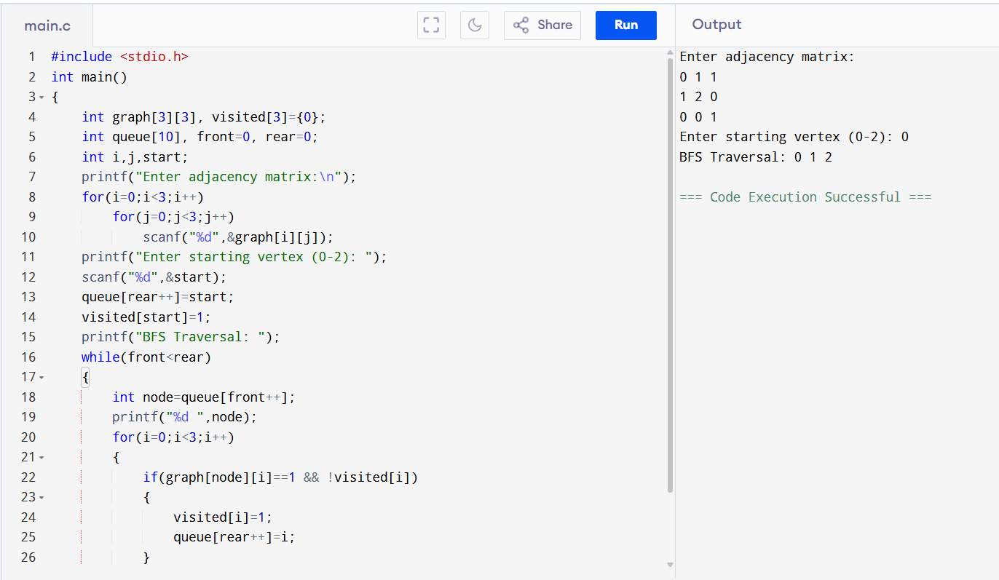 main.c
Share
Run
Output
1 #include <stdio.h>
2 int main()
3 {
4     int graph[3][3], visited[3]={0};
5     int queue[10], front=0, rear=0;
6     int i,j,start;
7     printf("Enter adjacency matrix:\n");
8     for(i=0;i<3;i++)
9         for(j=0;j<3;j++)
10             scanf("%d",&graph[i][j]);
11     printf("Enter starting vertex (0-2): ");
12     scanf("%d",&start);
13     queue[rear++]=start;
14     visited[start]=1;
15     printf("BFS Traversal: ");
16     while(front<rear)
17     {
18         int node=queue[front++];
19         printf("%d ",node);
20         for(i=0;i<3;i++)
21         {
22             if(graph[node][i]==1 && !visited[i])
23             {
24                 visited[i]=1;
25                 queue[rear++]=i;
26             }
Enter adjacency matrix:
0 1 1
1 2 0
0 0 1
Enter starting vertex (0-2): 0
BFS Traversal: 0 1 2
=== Code Execution Successful ===